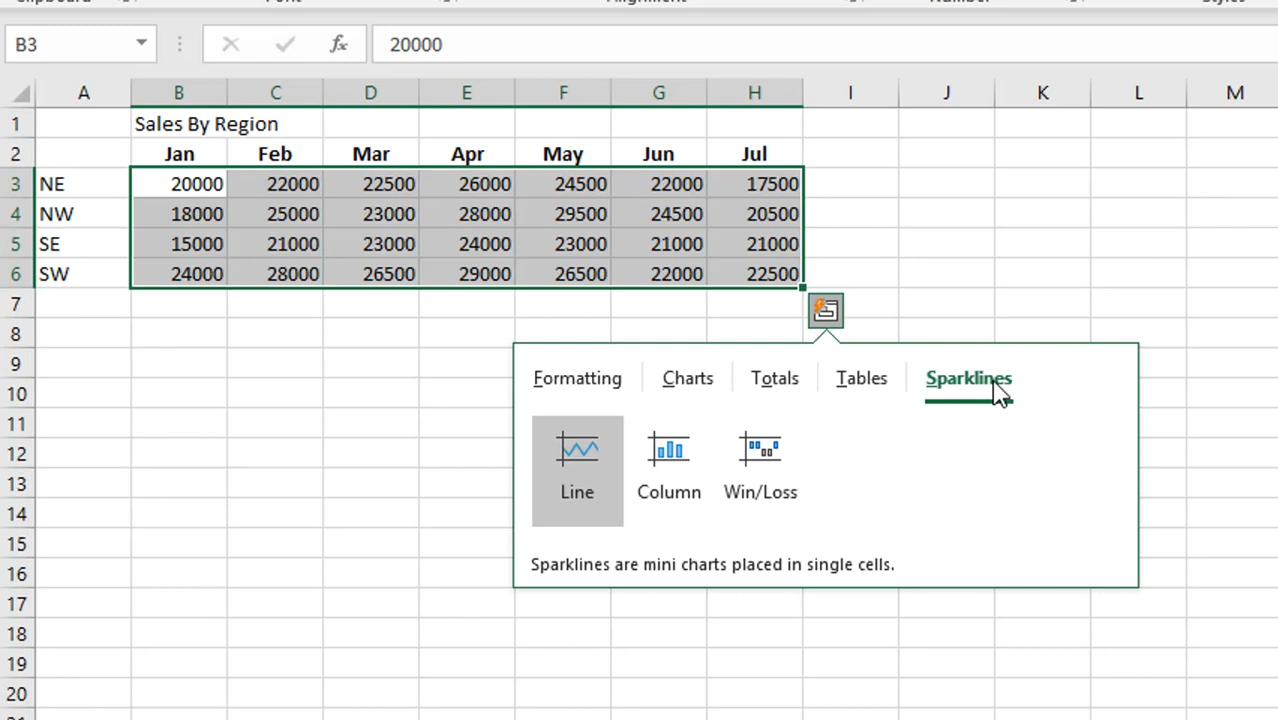 Clipboard Font Alignment Number Styles
B3 fx 20000
A B C D E F G H I J K L M
1 Sales By Region
2 Jan Feb Mar Apr May Jun Jul
3 NE 20000 22000 22500 26000 24500 22000 17500
4 NW 18000 25000 23000 28000 29500 24500 20500
5 SE 15000 21000 23000 24000 23000 21000 21000
6 SW 24000 28000 26500 29000 26500 22000 22500
7
8
9
Formatting Charts Totals Tables Sparklines
10
11
12
13
Line Column Win/Loss
14
15
16
Sparklines are mini charts placed in single cells.
17
18
19
20